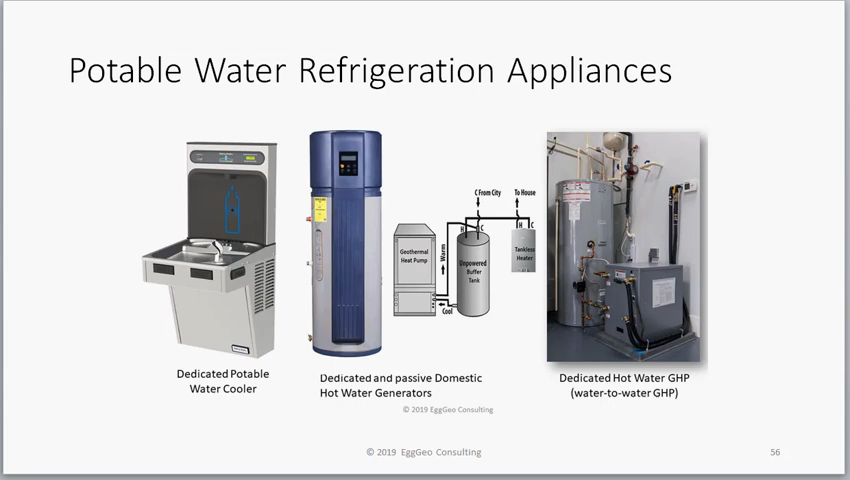 Potable Water Refrigeration Appliances
C From City
To House
H
C
H
C
Geothermal
Heat Pump
Warm
Unpowered
Buffer
Tank
Tankless
Heater
Cool
Dedicated Potable
Water Cooler
Dedicated and passive Domestic
Hot Water Generators
Dedicated Hot Water GHP
(water-to-water GHP)
© 2019 EggGeo Consulting
© 2019 EggGeo Consulting
56